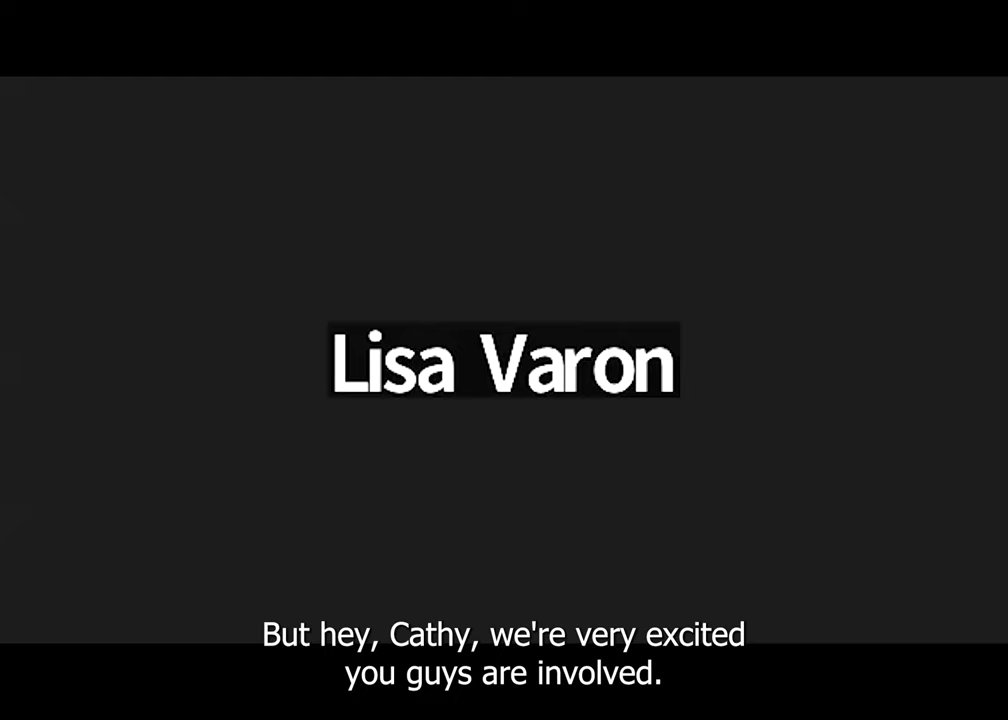 Lisa Varon
But hey, Cathy, we're very excited
you guys are involved.